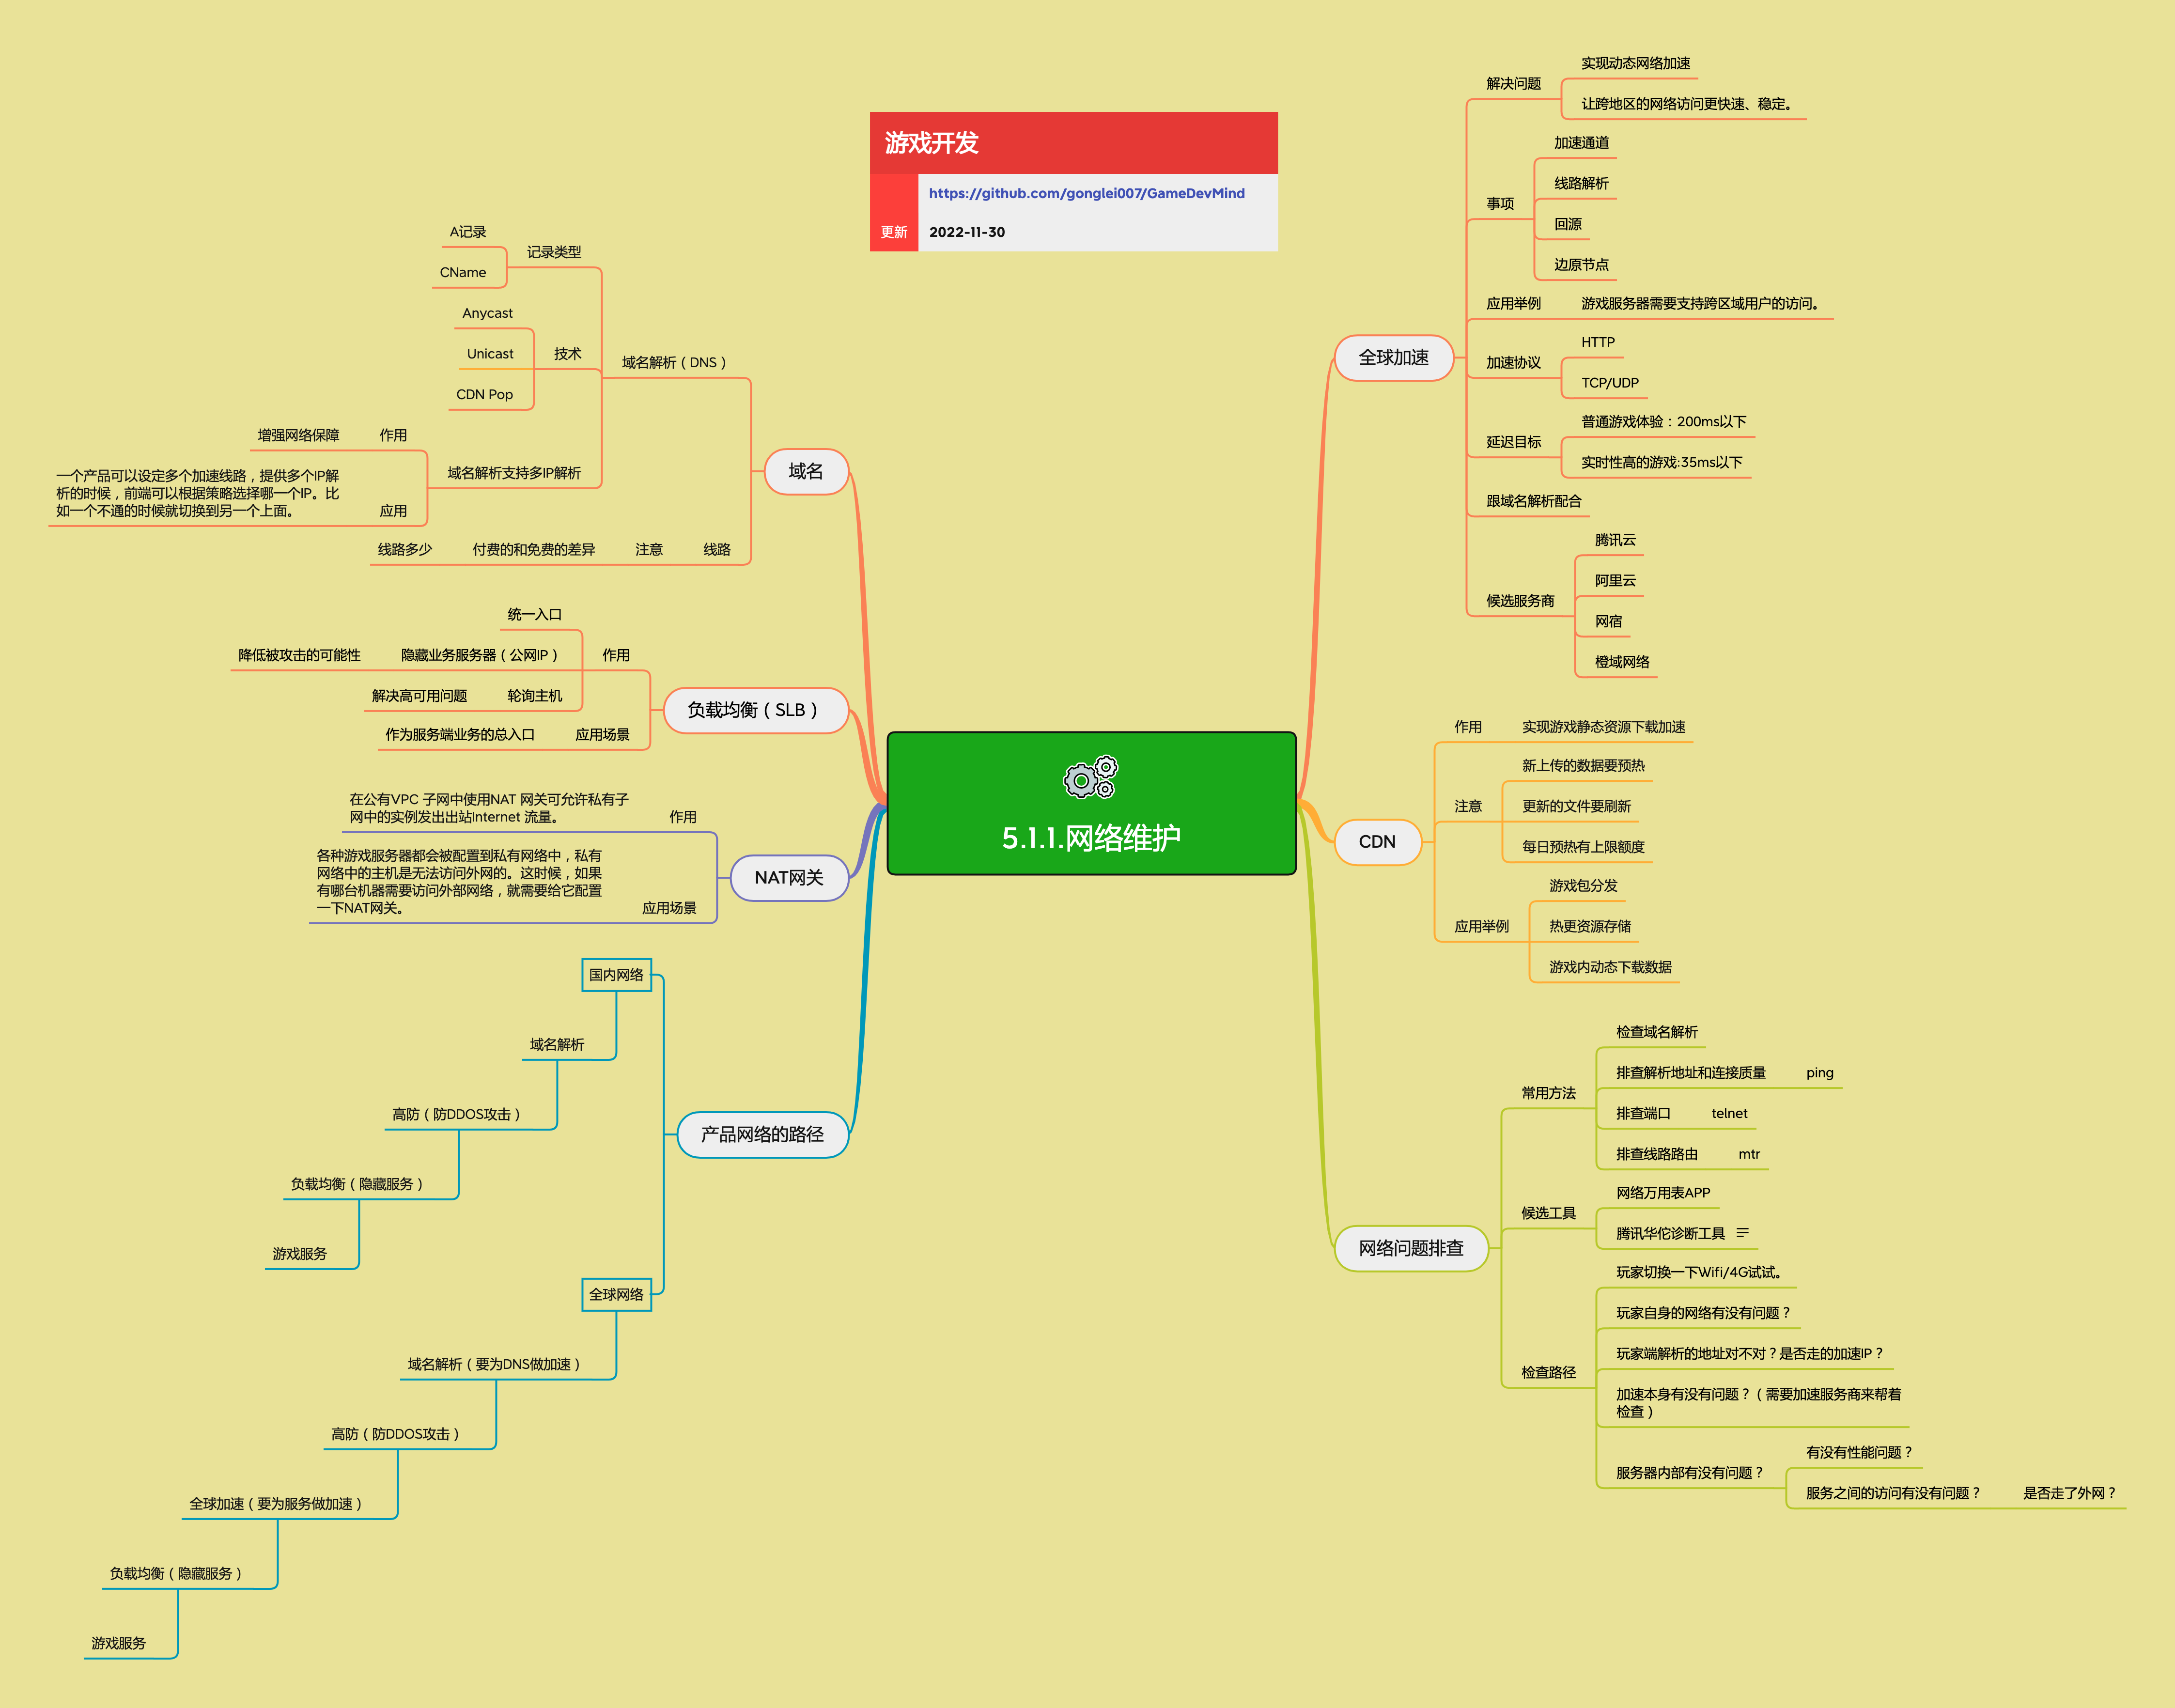 游戏开发
https://github.com/gonglei007/GameDevMind
更新
2022-11-30
5.1.1.网络维护
全球加速
解决问题
实现动态网络加速
让跨地区的网络访问更快速、稳定。
事项
加速通道
线路解析
回源
边原节点
应用举例
游戏服务器需要支持跨区域用户的访问。
加速协议
HTTP
TCP/UDP
延迟目标
普通游戏体验：200ms以下
实时性高的游戏:35ms以下
跟域名解析配合
候选服务商
腾讯云
阿里云
网宿
橙域网络
CDN
作用
实现游戏静态资源下载加速
注意
新上传的数据要预热
更新的文件要刷新
每日预热有上限额度
应用举例
游戏包分发
热更资源存储
游戏内动态下载数据
网络问题排查
常用方法
检查域名解析
排查解析地址和连接质量
ping
排查端口
telnet
排查线路路由
mtr
候选工具
网络万用表APP
腾讯华佗诊断工具
检查路径
玩家切换一下Wifi/4G试试。
玩家自身的网络有没有问题？
玩家端解析的地址对不对？是否走的加速IP？
加速本身有没有问题？（需要加速服务商来帮着
检查）
服务器内部有没有问题？
有没有性能问题？
服务之间的访问有没有问题？
是否走了外网？
域名
域名解析（DNS）
记录类型
A记录
CName
技术
Anycast
Unicast
CDN Pop
域名解析支持多IP解析
作用
增强网络保障
应用
一个产品可以设定多个加速线路，提供多个IP解
析的时候，前端可以根据策略选择哪一个IP。比
如一个不通的时候就切换到另一个上面。
线路
注意
付费的和免费的差异
线路多少
负载均衡（SLB）
作用
统一入口
隐藏业务服务器（公网IP）
降低被攻击的可能性
轮询主机
解决高可用问题
应用场景
作为服务端业务的总入口
NAT网关
作用
在公有VPC 子网中使用NAT 网关可允许私有子
网中的实例发出出站Internet 流量。
应用场景
各种游戏服务器都会被配置到私有网络中，私有
网络中的主机是无法访问外网的。这时候，如果
有哪台机器需要访问外部网络，就需要给它配置
一下NAT网关。
产品网络的路径
国内网络
域名解析
高防（防DDOS攻击）
负载均衡（隐藏服务）
游戏服务
全球网络
域名解析（要为DNS做加速）
高防（防DDOS攻击）
全球加速（要为服务做加速）
负载均衡（隐藏服务）
游戏服务